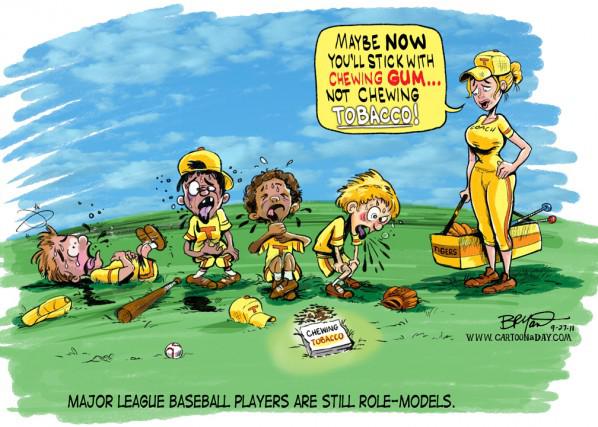 MAYBE NOW
YOU'LL STICK WITH
CHEWING GUM...
NOT CHEWING
TOBACCO!
COACH
T
T
T
T
TIGERS
CHEWING
TOBACCO
BRYANT
9-27-11
WWW.CARTOONADAY.COM
MAJOR LEAGUE BASEBALL PLAYERS ARE STILL ROLE-MODELS.